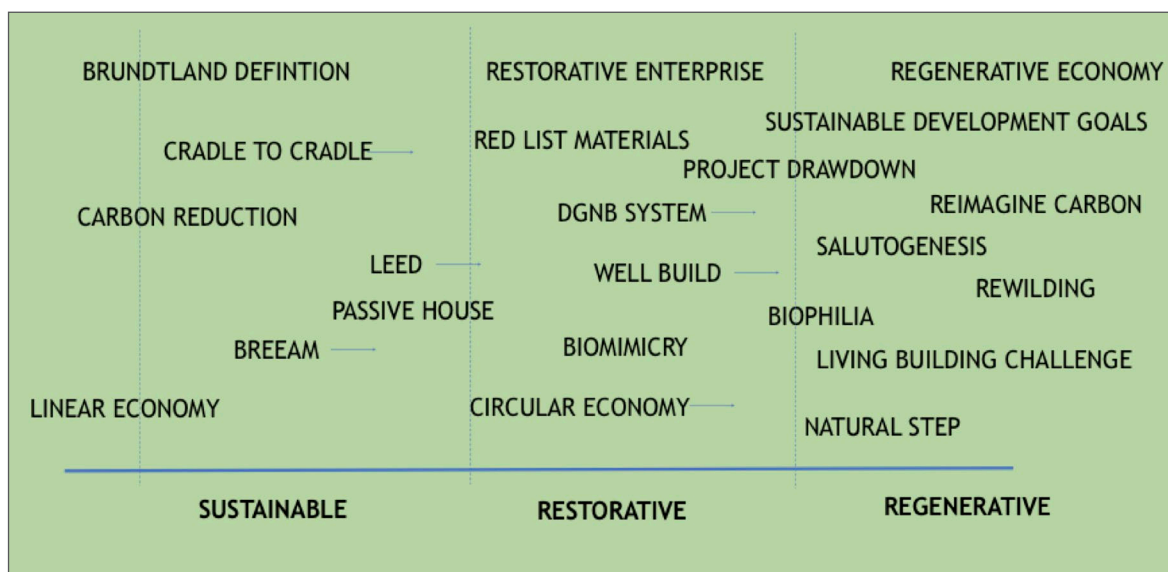 BRUNDTLAND DEFINTION
RESTORATIVE ENTERPRISE
REGENERATIVE ECONOMY
SUSTAINABLE DEVELOPMENT GOALS
RED LIST MATERIALS
CRADLE TO CRADLE
PROJECT DRAWDOWN
REIMAGINE CARBON
DGNB SYSTEM
CARBON REDUCTION
SALUTOGENESIS
LEED
WELL BUILD
REWILDING
PASSIVE HOUSE
BIOPHILIA
BREEAM
BIOMIMICRY
LIVING BUILDING CHALLENGE
LINEAR ECONOMY
CIRCULAR ECONOMY
NATURAL STEP
SUSTAINABLE
RESTORATIVE
REGENERATIVE